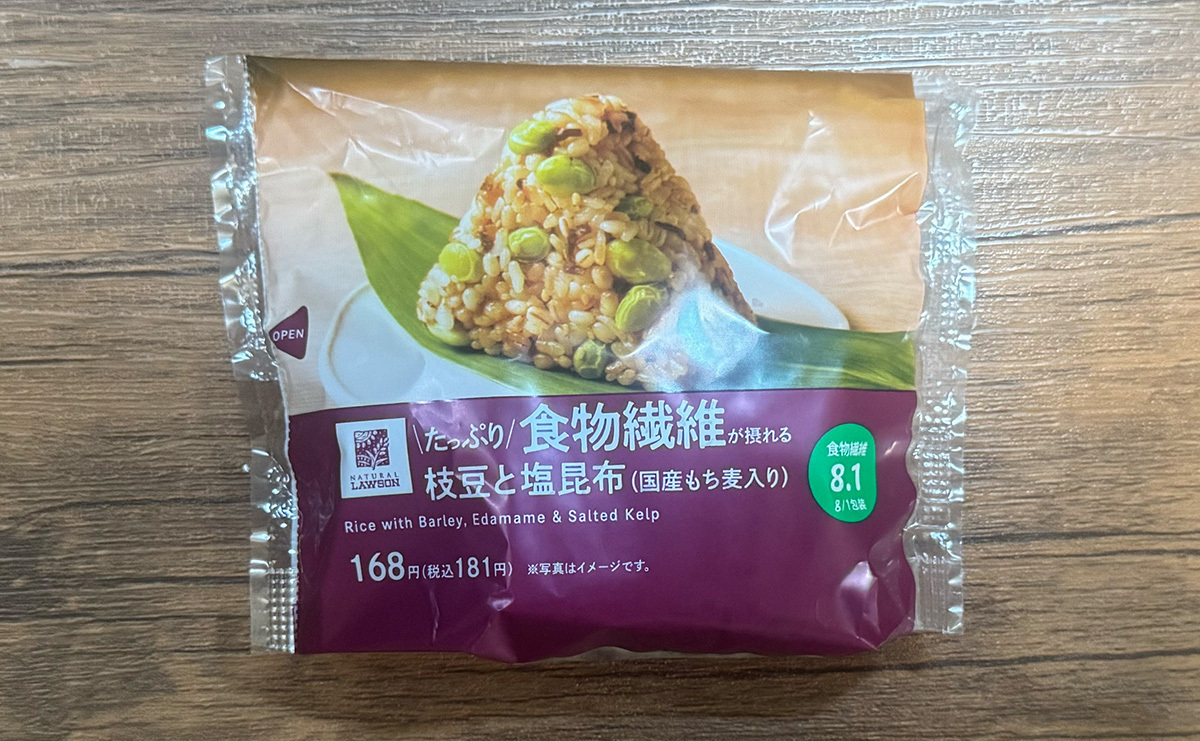 OPEN
NATURAL
LAWSON
\たっぷり/食物繊維が摂れる
枝豆と塩昆布(国産もち麦入り)
Rice with Barley, Edamame & Salted Kelp
168円(税込181円) ※写真はイメージです。
食物繊維
8.1
g/1包装